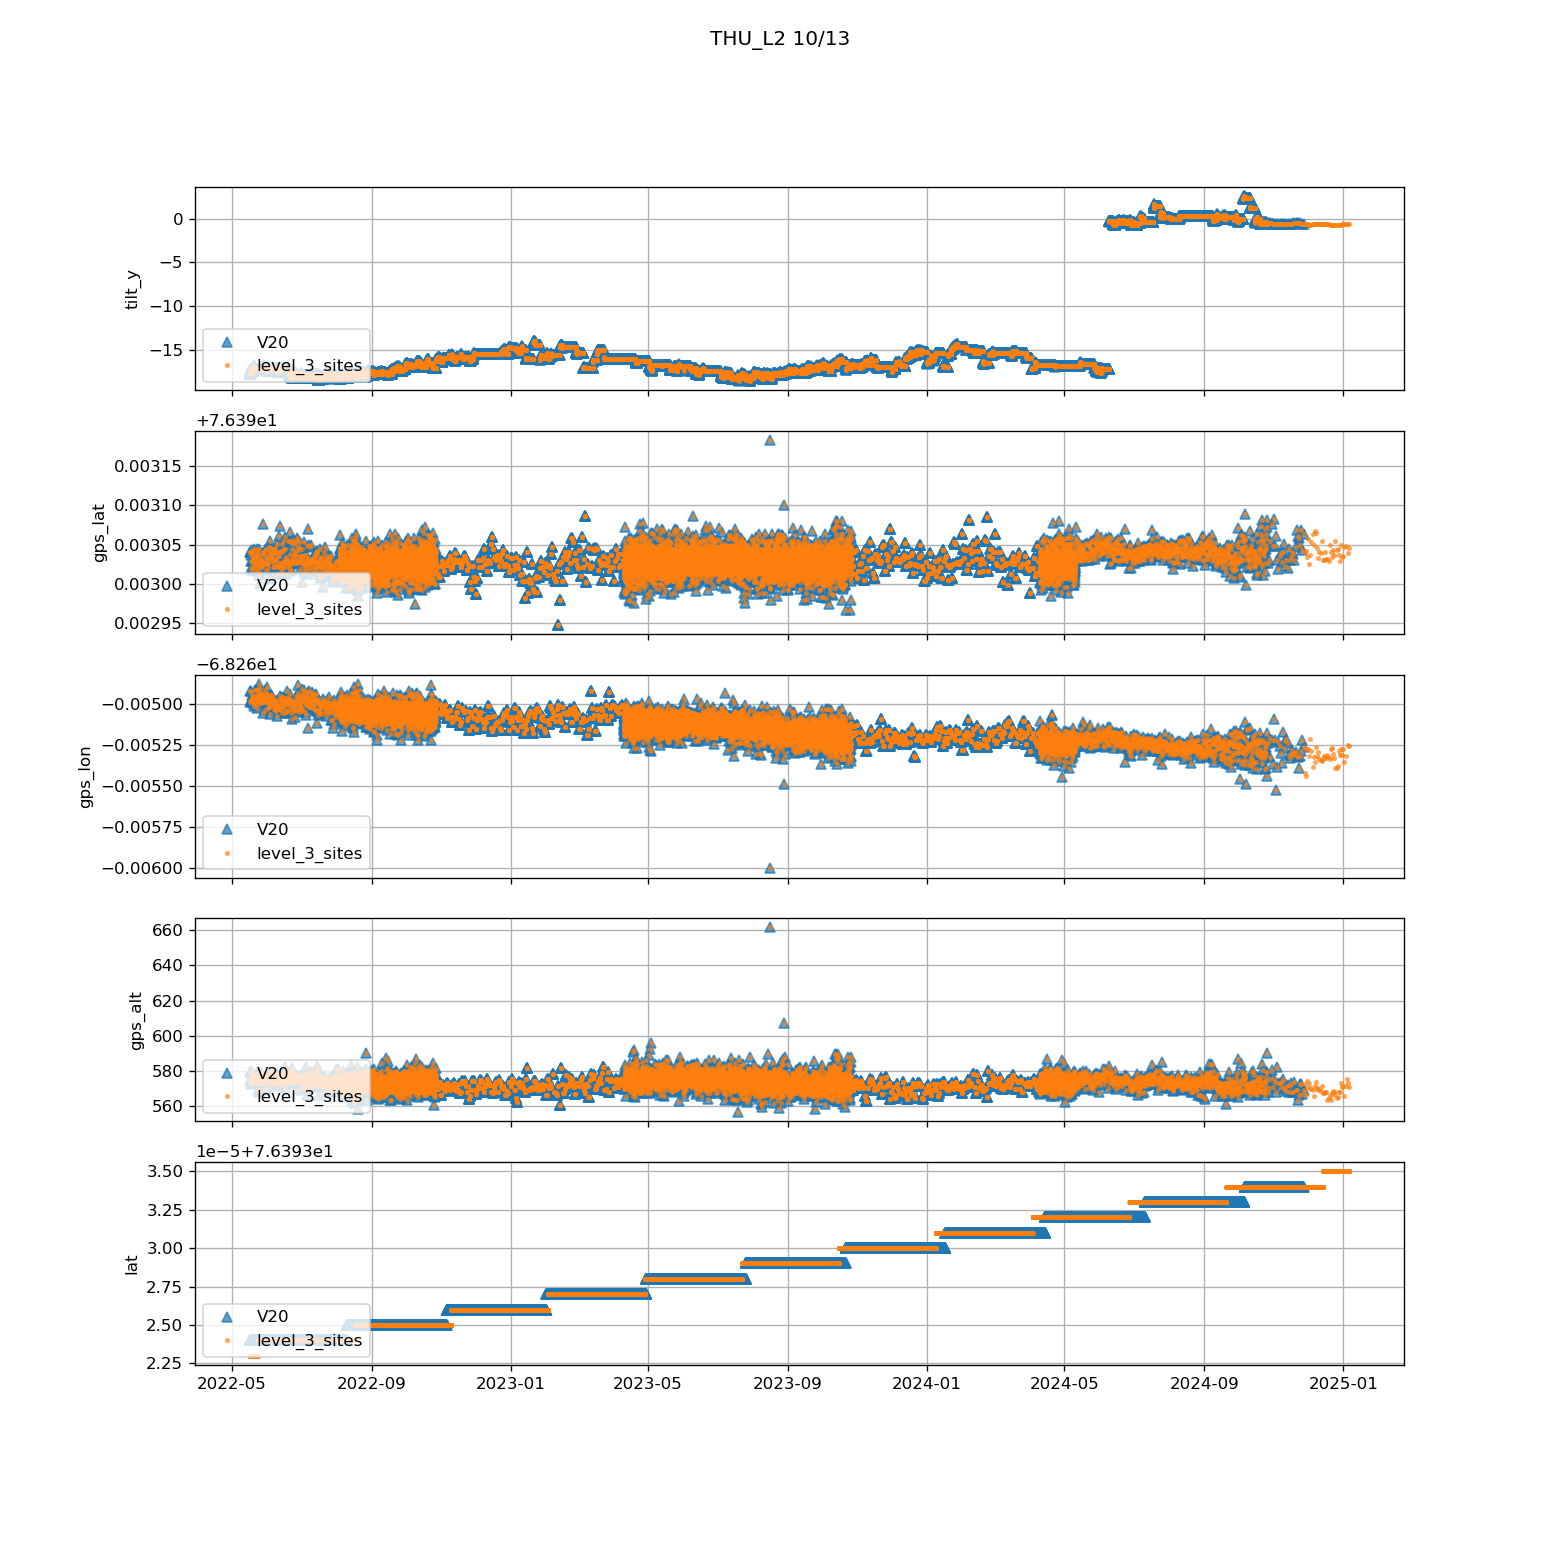 THU_L2 10/13
0
−5
−10
−15
tilt_y
V20
level_3_sites
+7.639e1
0.00315
0.00310
0.00305
0.00300
0.00295
gps_lat
V20
level_3_sites
−6.826e1
−0.00500
−0.00525
−0.00550
−0.00575
−0.00600
gps_lon
V20
level_3_sites
660
640
620
600
580
560
gps_alt
V20
level_3_sites
1e−5+7.6393e1
3.50
3.25
3.00
2.75
2.50
2.25
lat
V20
level_3_sites
2022-05 2022-09 2023-01 2023-05 2023-09 2024-01 2024-05 2024-09 2025-01